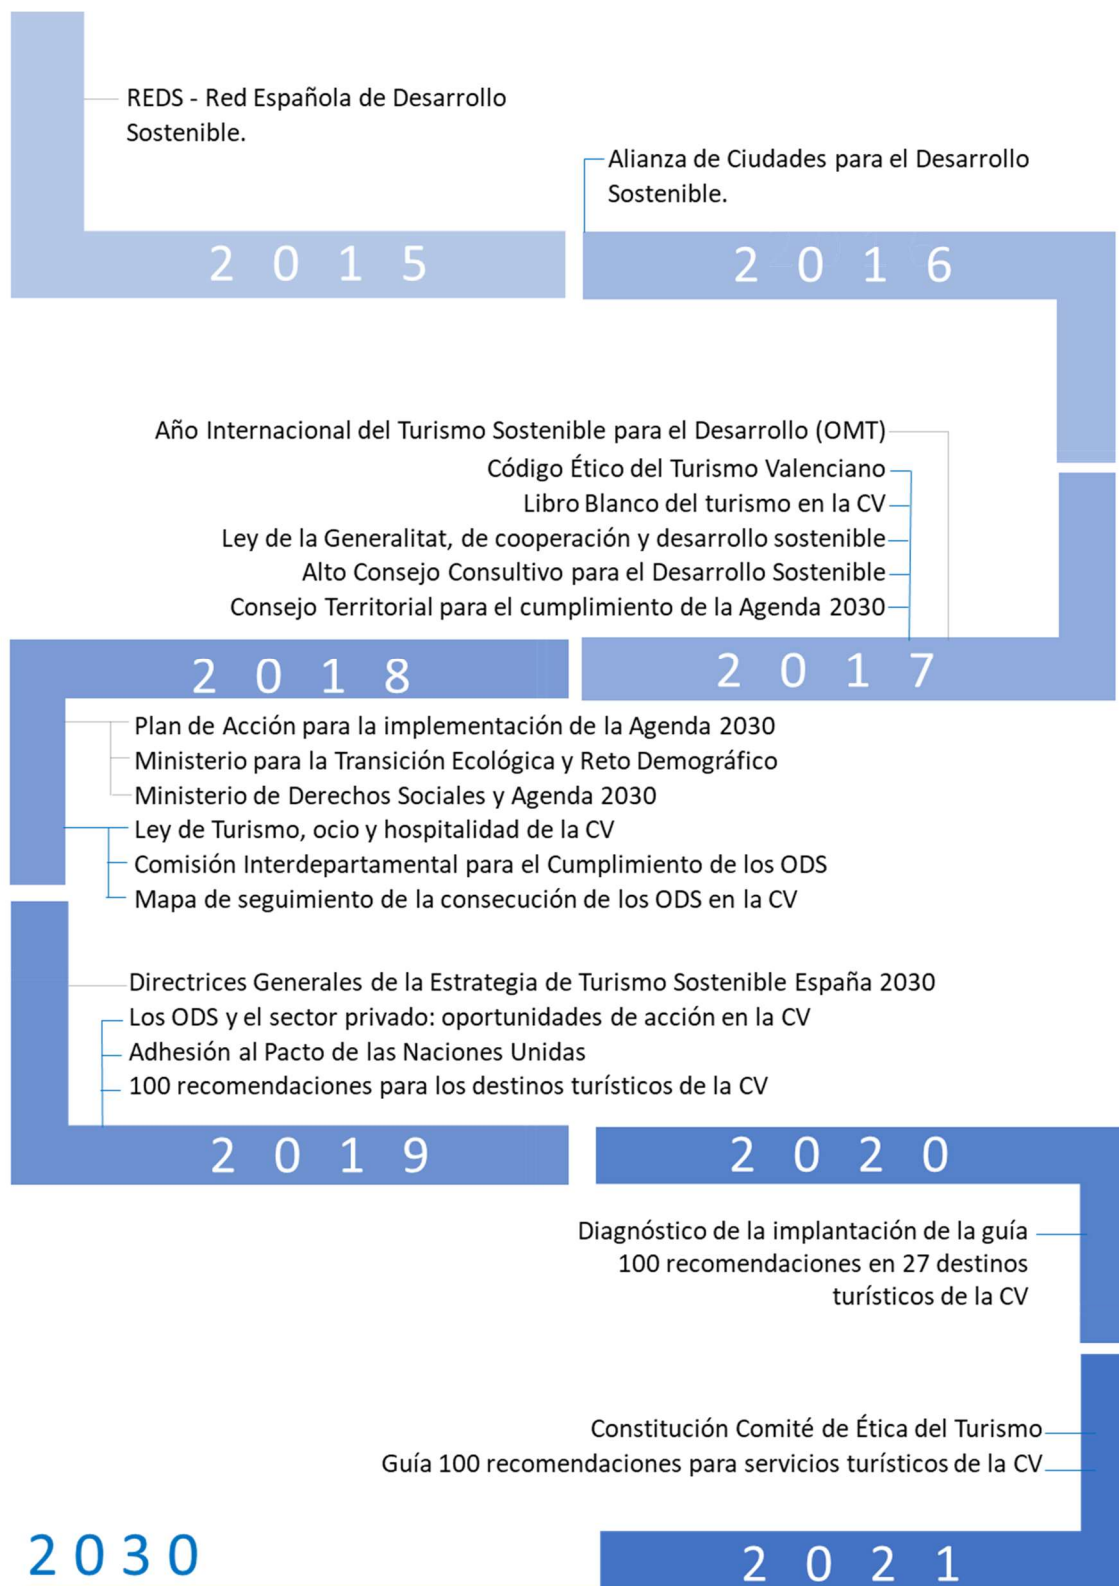 REDS - Red Española de Desarrollo
Sostenible.
Alianza de Ciudades para el Desarrollo
Sostenible.
2 0 1 5
2 0 1 6
Año Internacional del Turismo Sostenible para el Desarrollo (OMT)
Código Ético del Turismo Valenciano
Libro Blanco del turismo en la CV
Ley de la Generalitat, de cooperación y desarrollo sostenible
Alto Consejo Consultivo para el Desarrollo Sostenible
Consejo Territorial para el cumplimiento de la Agenda 2030
2 0 1 7
2 0 1 8
Plan de Acción para la implementación de la Agenda 2030
Ministerio para la Transición Ecológica y Reto Demográfico
Ministerio de Derechos Sociales y Agenda 2030
Ley de Turismo, ocio y hospitalidad de la CV
Comisión Interdepartamental para el Cumplimiento de los ODS
Mapa de seguimiento de la consecución de los ODS en la CV
Directrices Generales de la Estrategia de Turismo Sostenible España 2030
Los ODS y el sector privado: oportunidades de acción en la CV
Adhesión al Pacto de las Naciones Unidas
100 recomendaciones para los destinos turísticos de la CV
2 0 1 9
2 0 2 0
Diagnóstico de la implantación de la guía
100 recomendaciones en 27 destinos
turísticos de la CV
Constitución Comité de Ética del Turismo
Guía 100 recomendaciones para servicios turísticos de la CV
2 0 2 1
2 0 3 0